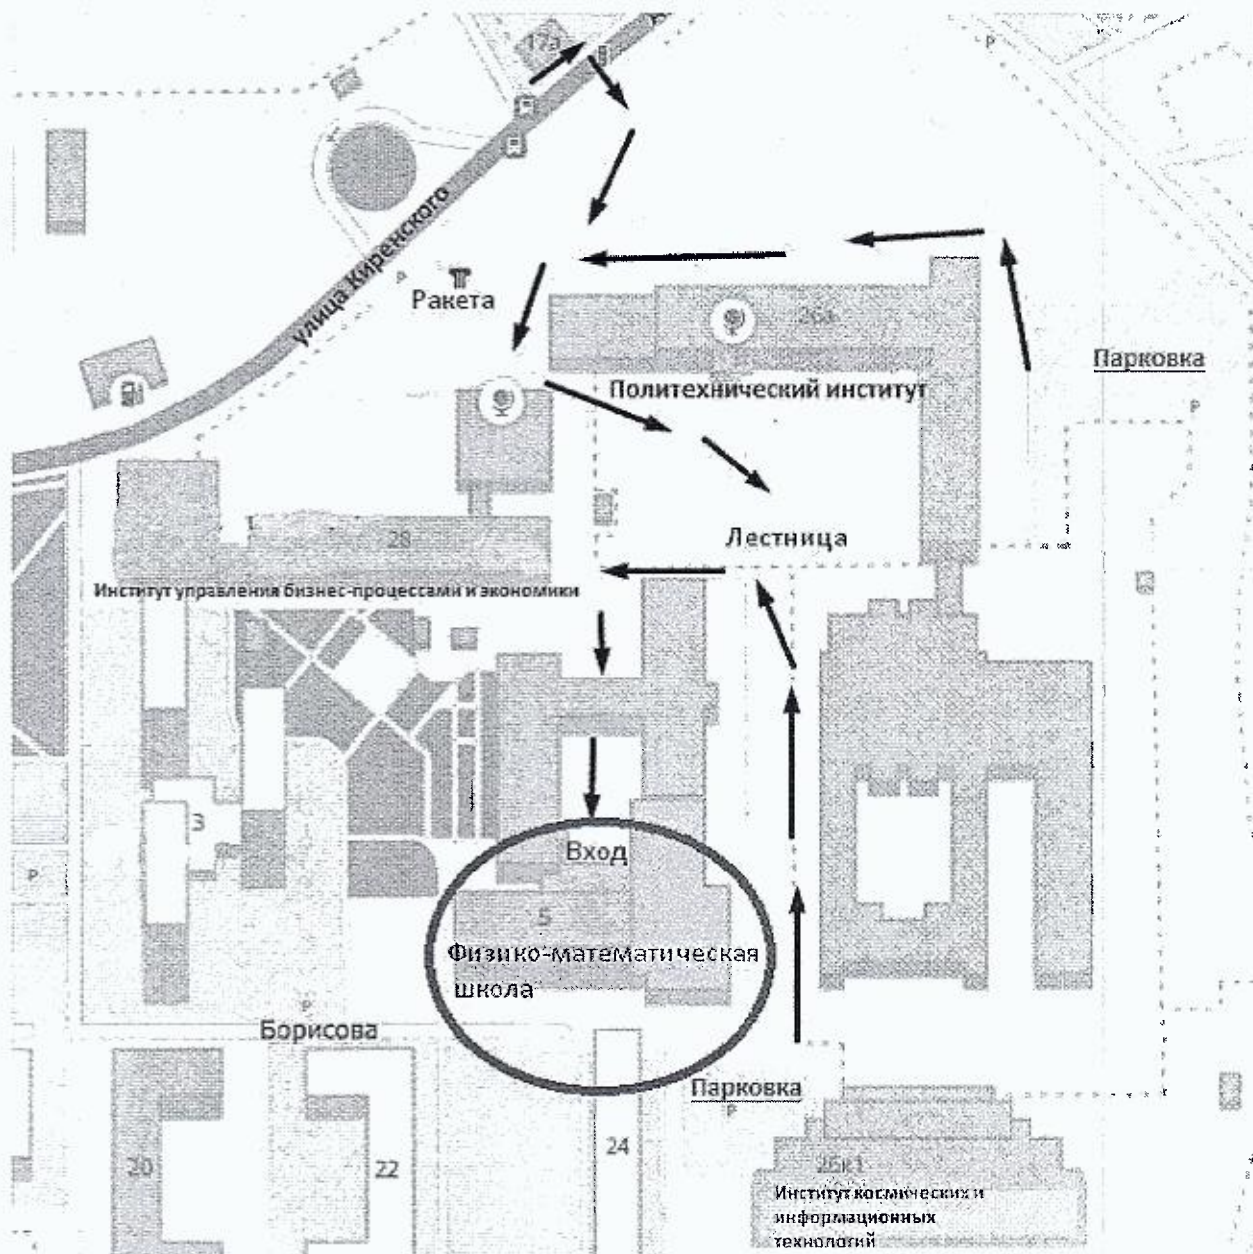 17а
Р
улица Киренского
Р
Ракета
26а
Парковка
Политехнический институт
Р
Лестница
28
Институт управления бизнес-процессами и экономики
3
Вход
Р
5
Физико-математическая
школа
Р
Борисова
Парковка
Р
24
20
22
26к1
Институт космических и
информационных
технологий